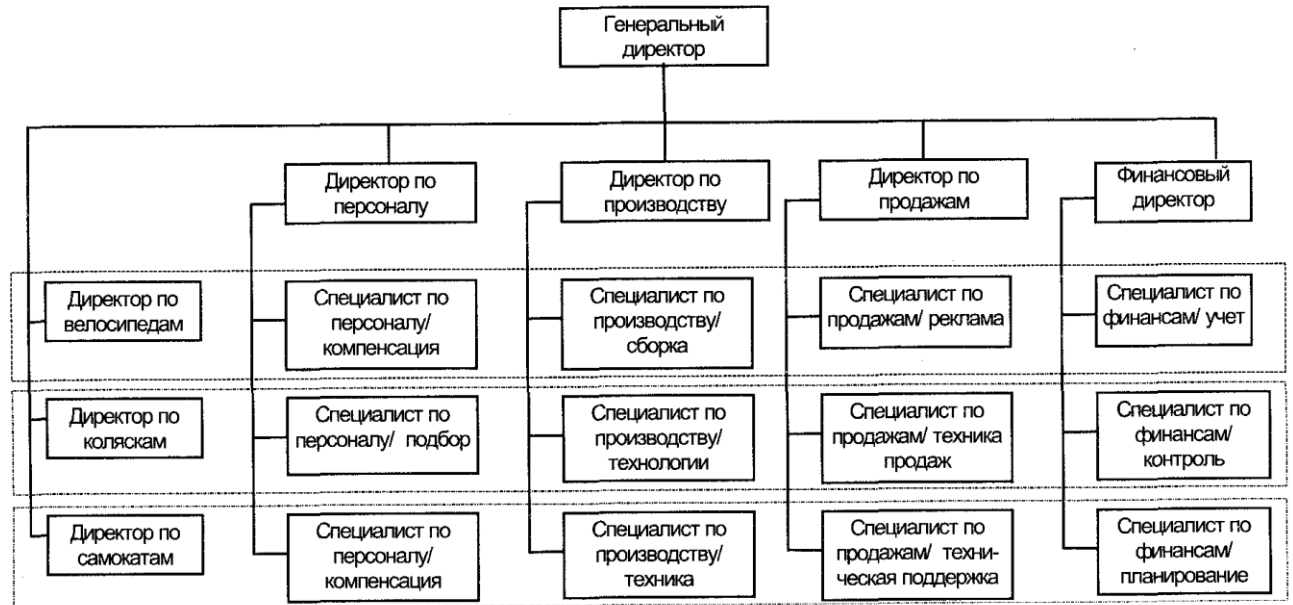 Генеральный
директор
Директор по
персоналу
Директор по
производству
Директор по
продажам
Финансовый
директор
Директор по
велосипедам
Специалист по
персоналу/
компенсация
Специалист по
производству/
сборка
Специалист по
продажам/ реклама
Специалист по
финансам/ учет
Директор по
коляскам
Специалист по
персоналу/ подбор
Специалист по
производству/
технологии
Специалист по
продажам/ техника
продаж
Специалист по
финансам/
контроль
Директор по
самокатам
Специалист по
персоналу/
компенсация
Специалист по
производству/
техника
Специалист по
продажам/ техни-
ческая поддержка
Специалист по
финансам/
планирование